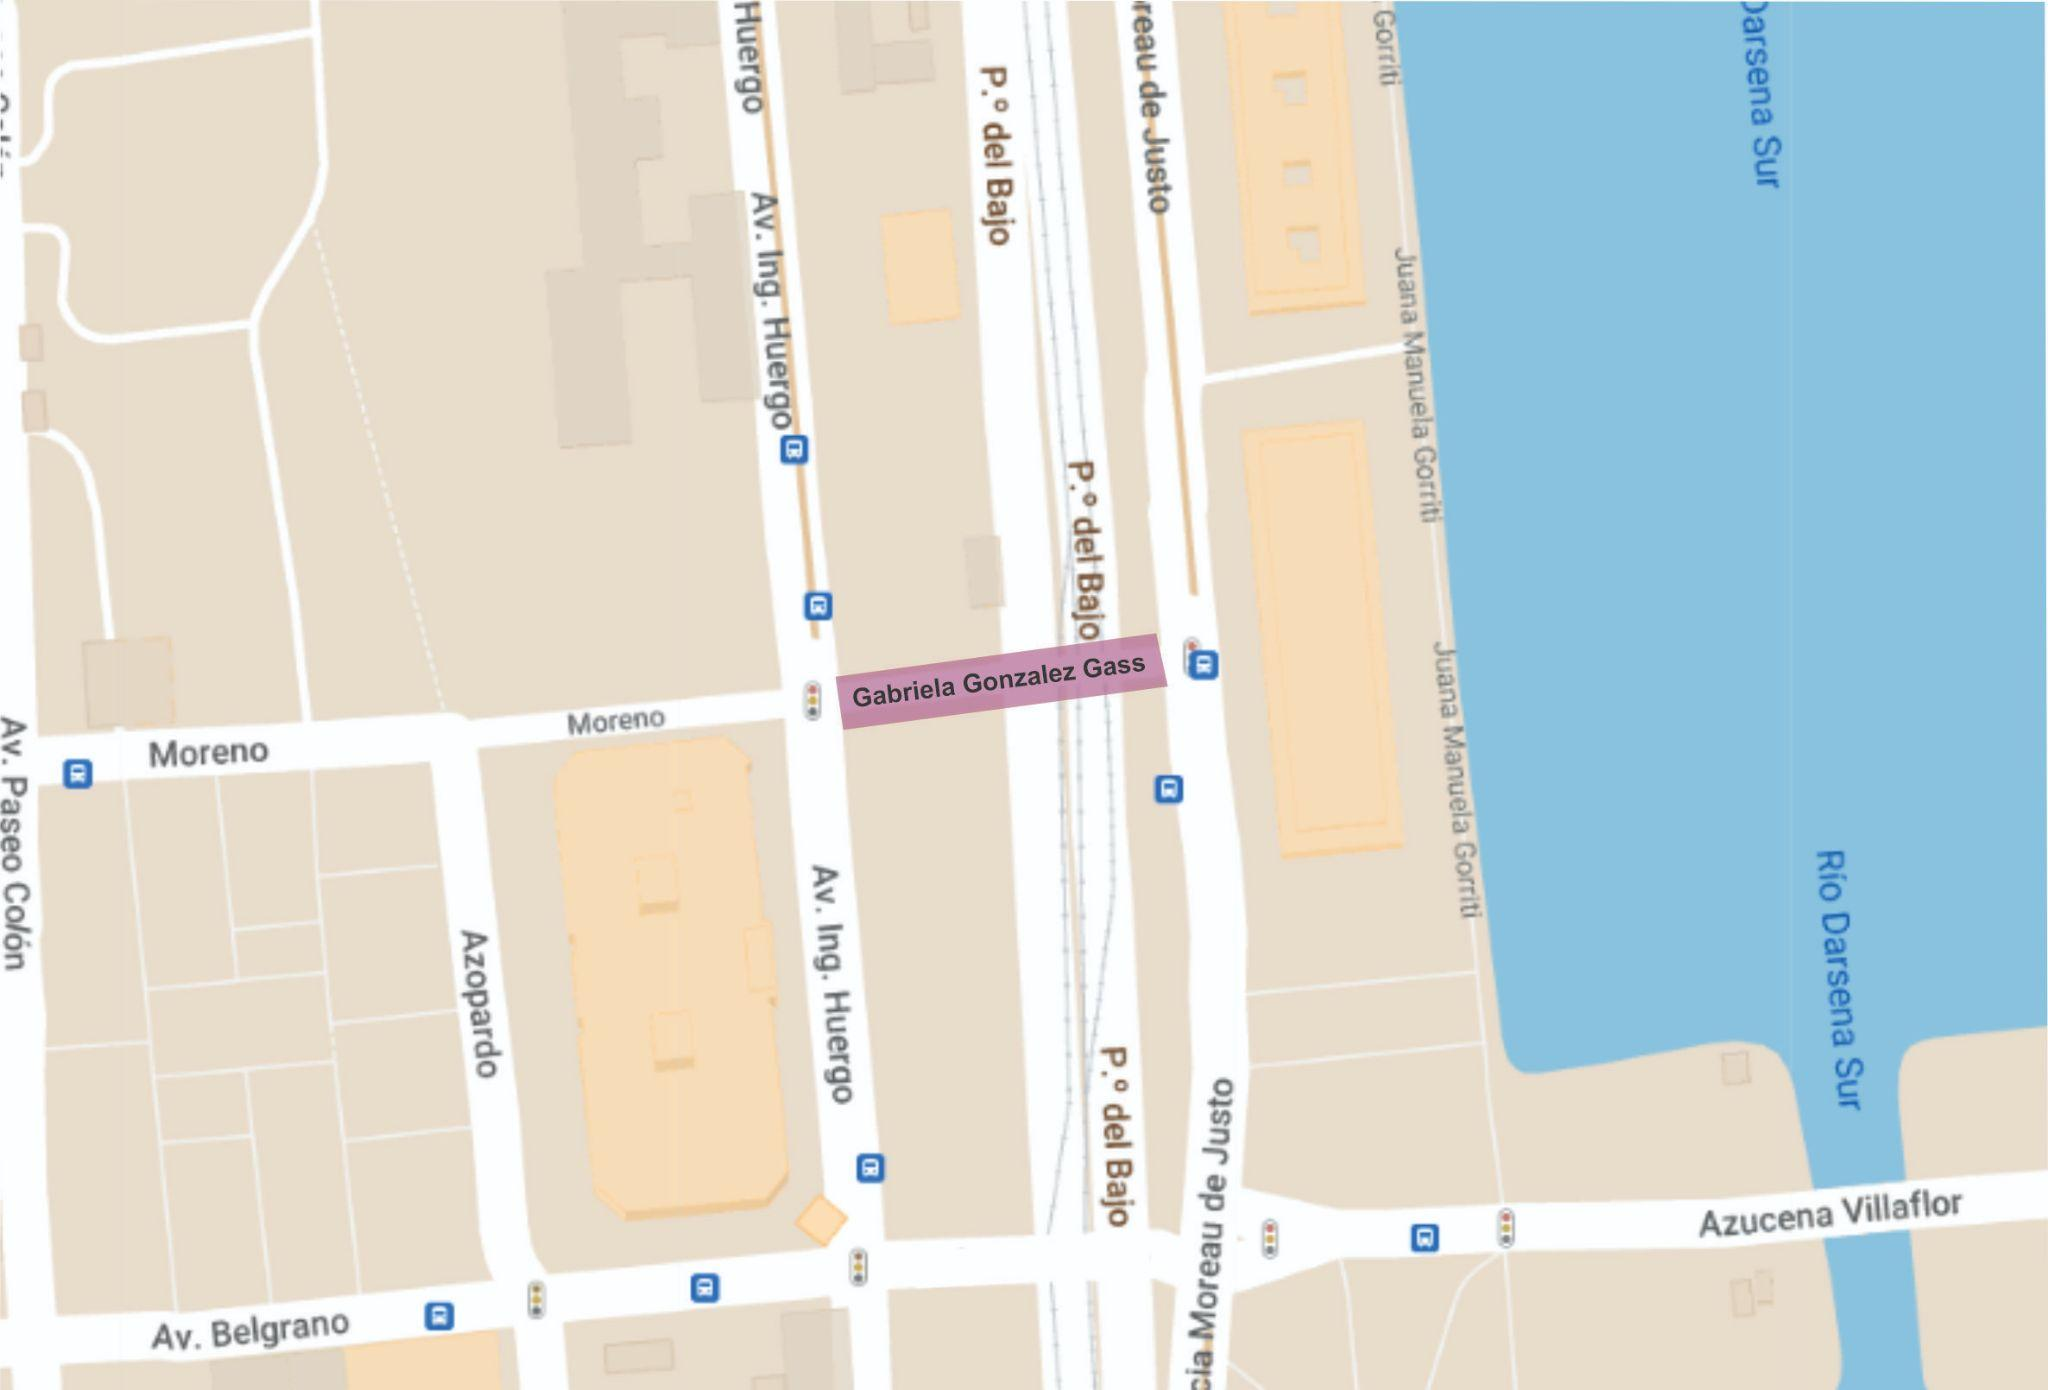 Huergo
P.º del Bajo
reau de Justo
Gorriti
Darsena Sur
Av. Ing. Huergo
Juana Manuela Gorriti
P.º del Bajo
Gabriela Gonzalez Gass
Moreno
Moreno
Juana Manuela Gorriti
Av. Paseo Colón
Av. Ing. Huergo
Azopardo
Río Darsena Sur
P.º del Bajo
cia Moreau de Justo
Azucena Villaflor
Av. Belgrano